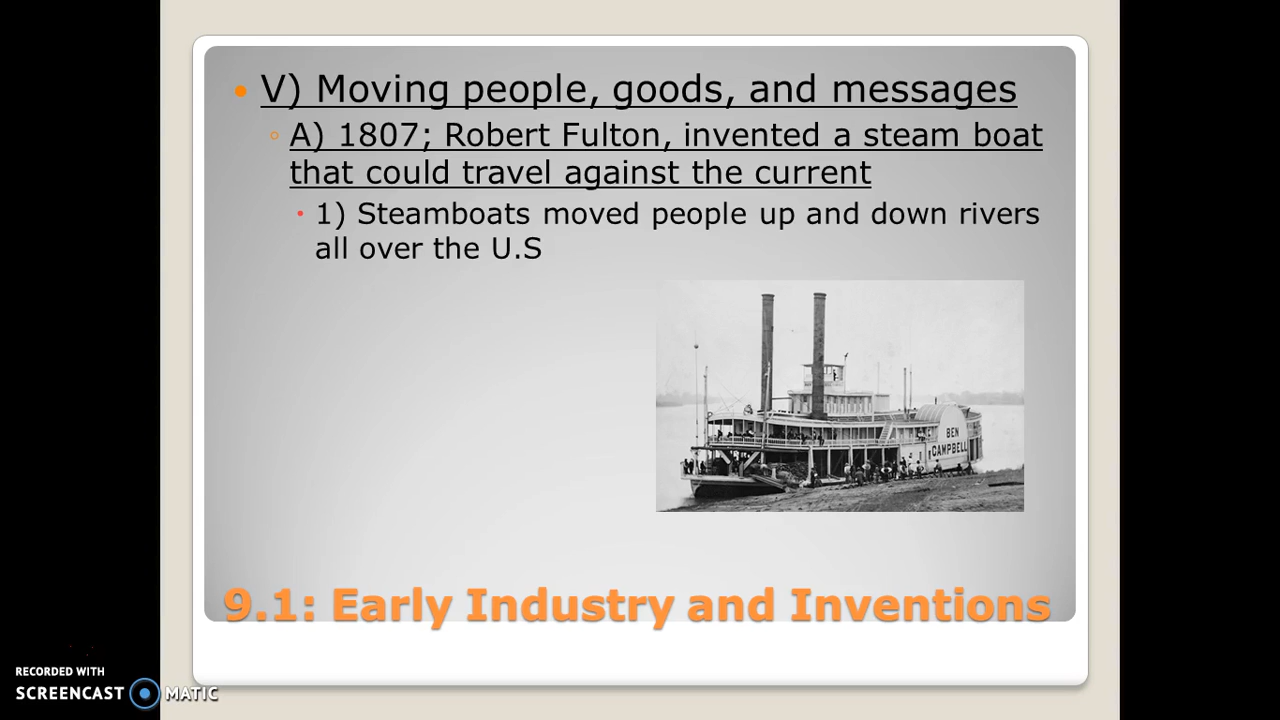 V) Moving people, goods, and messages
A) 1807; Robert Fulton, invented a steam boat
that could travel against the current
1) Steamboats moved people up and down rivers
all over the U.S
BEN
CAMPBELL
9.1: Early Industry and Inventions
RECORDED WITH
SCREENCAST MATIC